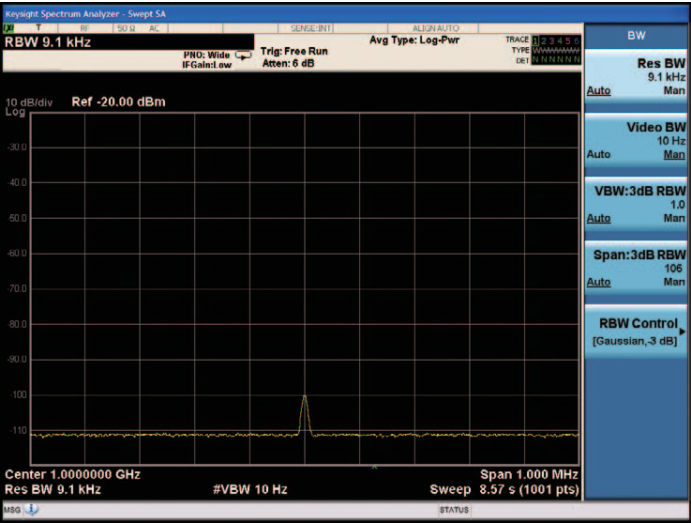 Keysight Spectrum Analyzer - Swept SA
T RF 50 Ω AC SENSE:INT ALIGN AUTO
RBW 9.1 kHz
PNO: Wide
IFGain:Low
Trig: Free Run
Atten: 6 dB
Avg Type: Log-Pwr
TRACE 1 2 3 4 5 6
TYPE WWWWWW
DET N N N N N N
10 dB/div Ref -20.00 dBm
Log
-30.0
-40.0
-50.0
-60.0
-70.0
-80.0
-90.0
-100
-110
Center 1.0000000 GHz
Span 1.000 MHz
Res BW 9.1 kHz
#VBW 10 Hz
Sweep 8.57 s (1001 pts)
MSG
STATUS
BW
Res BW
9.1 kHz
Auto Man
Video BW
10 Hz
Auto Man
VBW:3dB RBW
1.0
Auto Man
Span:3dB RBW
106
Auto Man
RBW Control
[Gaussian,-3 dB]